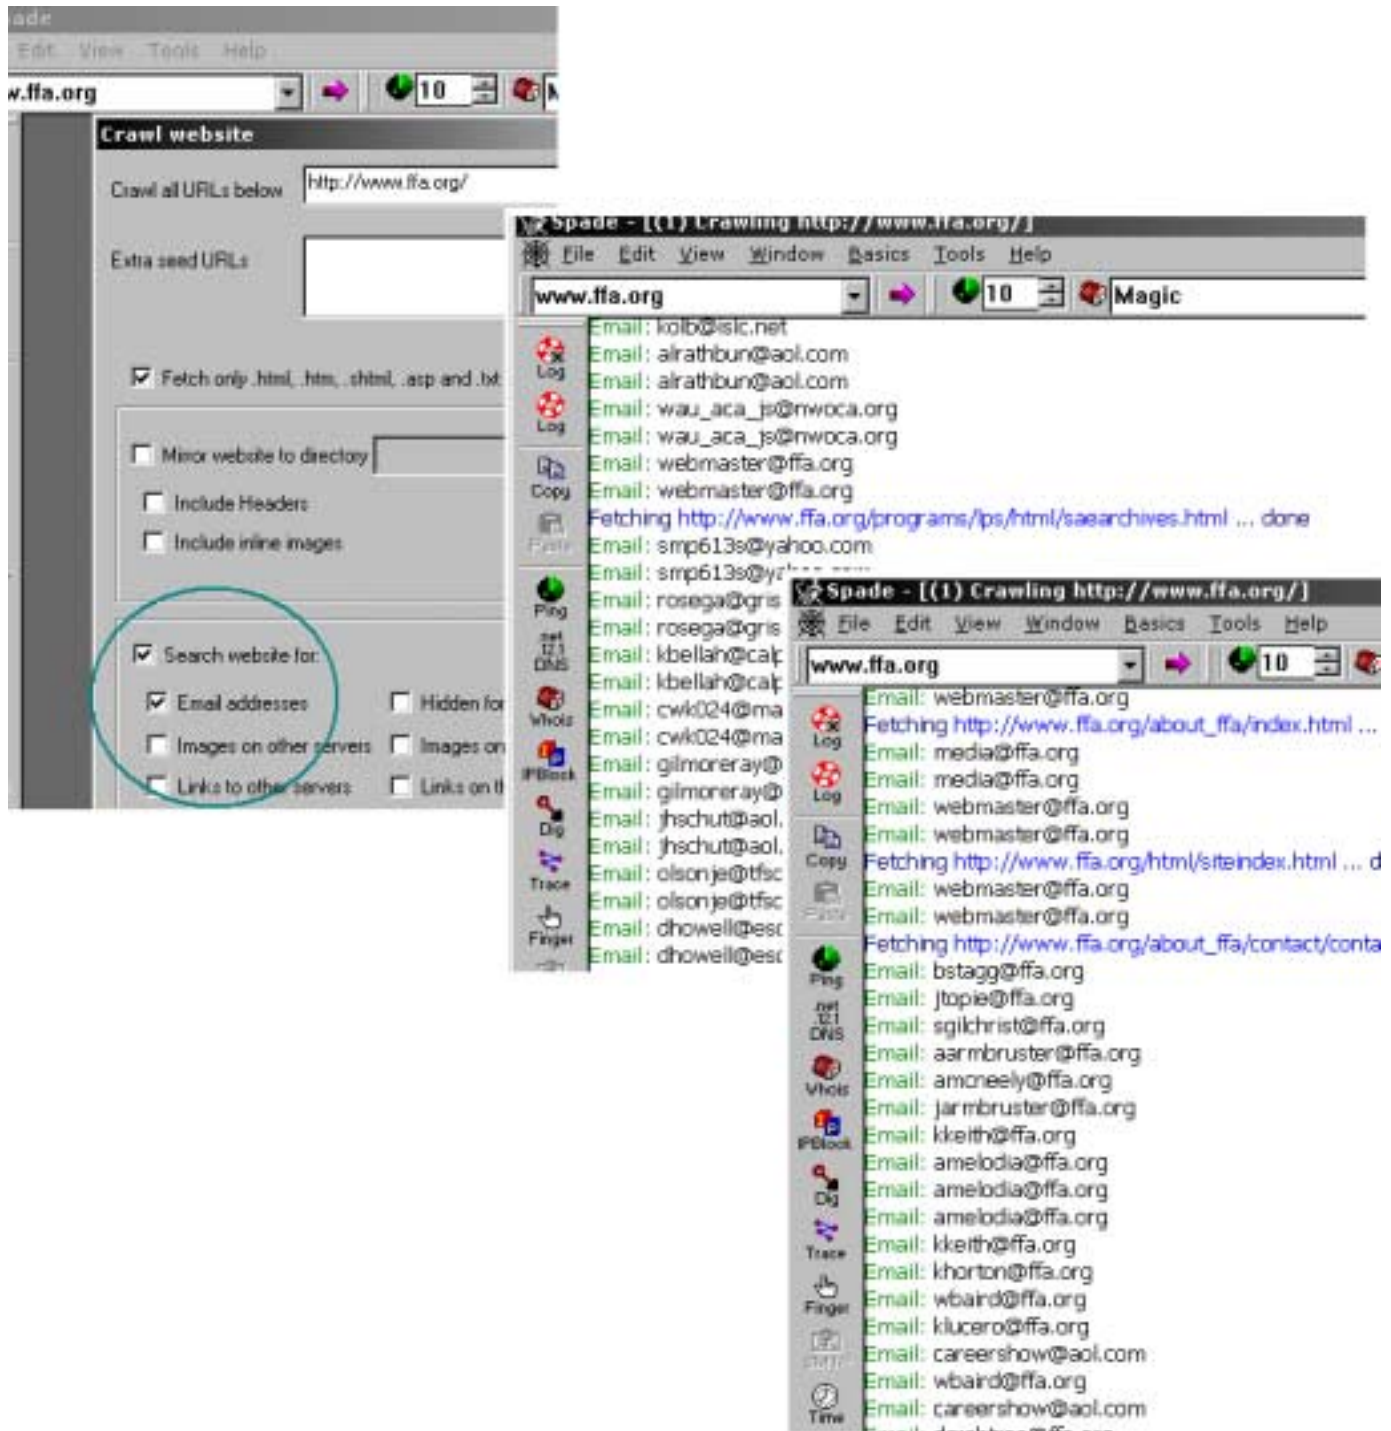 Edit View Tools Help
w.ffa.org
10
Crawl website
Crawl all URLs below http://www.ffa.org/
Extra seed URLs
Fetch only .html, .htm, .shtml, .asp and .txt
Mirror website to directory
Include Headers
Include inline images
Search website for:
Email addresses
Hidden for
Images on other servers
Images on
Links to other servers
Links on th
Spade - [(1) Crawling http://www.ffa.org/]
File Edit View Window Basics Tools Help
www.ffa.org
10
Magic
Log
Log
Copy
Paste
Ping
DNS
Whois
IPBlock
Dig
Trace
Finger
Email: kolb@islc.net
Email: alrathbun@aol.com
Email: alrathbun@aol.com
Email: wau_aca_js@nwoca.org
Email: wau_aca_js@nwoca.org
Email: webmaster@ffa.org
Email: webmaster@ffa.org
Fetching http://www.ffa.org/programs/lps/html/saearchives.html ... done
Email: smp613s@yahoo.com
Email: smp613s@yahoo.com
Email: rosega@gris
Email: rosega@gris
Email: kbellah@calp
Email: kbellah@calp
Email: cwk024@ma
Email: cwk024@ma
Email: gilmoreray@
Email: gilmoreray@
Email: jhschut@aol.
Email: jhschut@aol.
Email: olsonje@tfsc
Email: olsonje@tfsc
Email: dhowell@esc
Email: dhowell@esc
Spade - [(1) Crawling http://www.ffa.org/]
File Edit View Window Basics Tools Help
www.ffa.org
10
Log
Log
Copy
Paste
Ping
DNS
Whois
IPBlock
Dig
Trace
Finger
Time
Email: webmaster@ffa.org
Fetching http://www.ffa.org/about_ffa/index.html ...
Email: media@ffa.org
Email: media@ffa.org
Email: webmaster@ffa.org
Email: webmaster@ffa.org
Fetching http://www.ffa.org/html/siteindex.html ... d
Email: webmaster@ffa.org
Email: webmaster@ffa.org
Fetching http://www.ffa.org/about_ffa/contact/conta
Email: bstagg@ffa.org
Email: jtopie@ffa.org
Email: sgilchrist@ffa.org
Email: aarmbruster@ffa.org
Email: amcneely@ffa.org
Email: jarmbruster@ffa.org
Email: kkeith@ffa.org
Email: amelodia@ffa.org
Email: amelodia@ffa.org
Email: amelodia@ffa.org
Email: kkeith@ffa.org
Email: khorton@ffa.org
Email: wbaird@ffa.org
Email: klucero@ffa.org
Email: careershow@aol.com
Email: wbaird@ffa.org
Email: careershow@aol.com